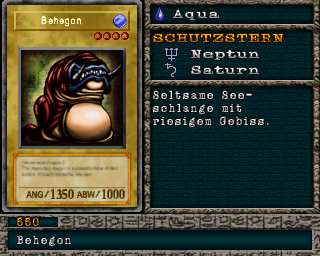 Behegon
ANG/1350 ABW/1000
Aqua
SCHUTZSTERN
Neptun
Saturn
Seltsame See-
schlange mit
riesigem Gebiss.
550
Behegon